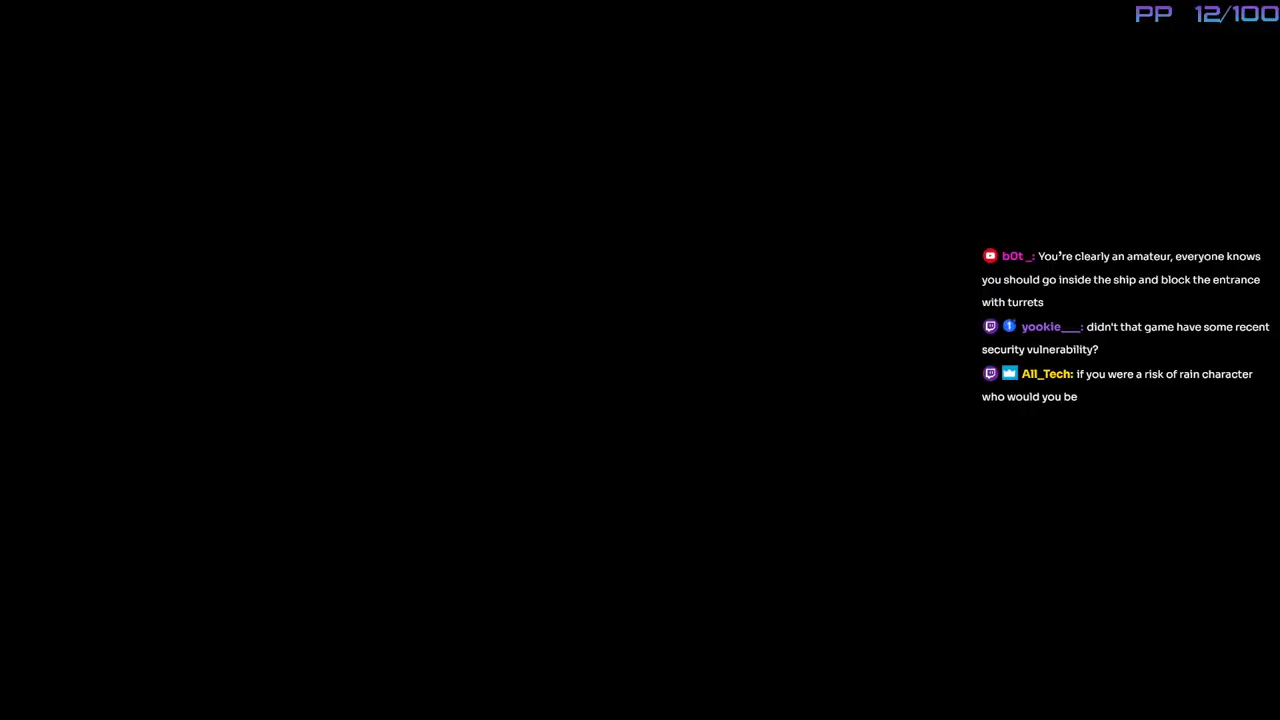 PP 12/100
b0t _: You're clearly an amateur, everyone knows
you should go inside the ship and block the entrance
with turrets
yookie___: didn't that game have some recent
security vulnerability?
All_Tech: if you were a risk of rain character
who would you be